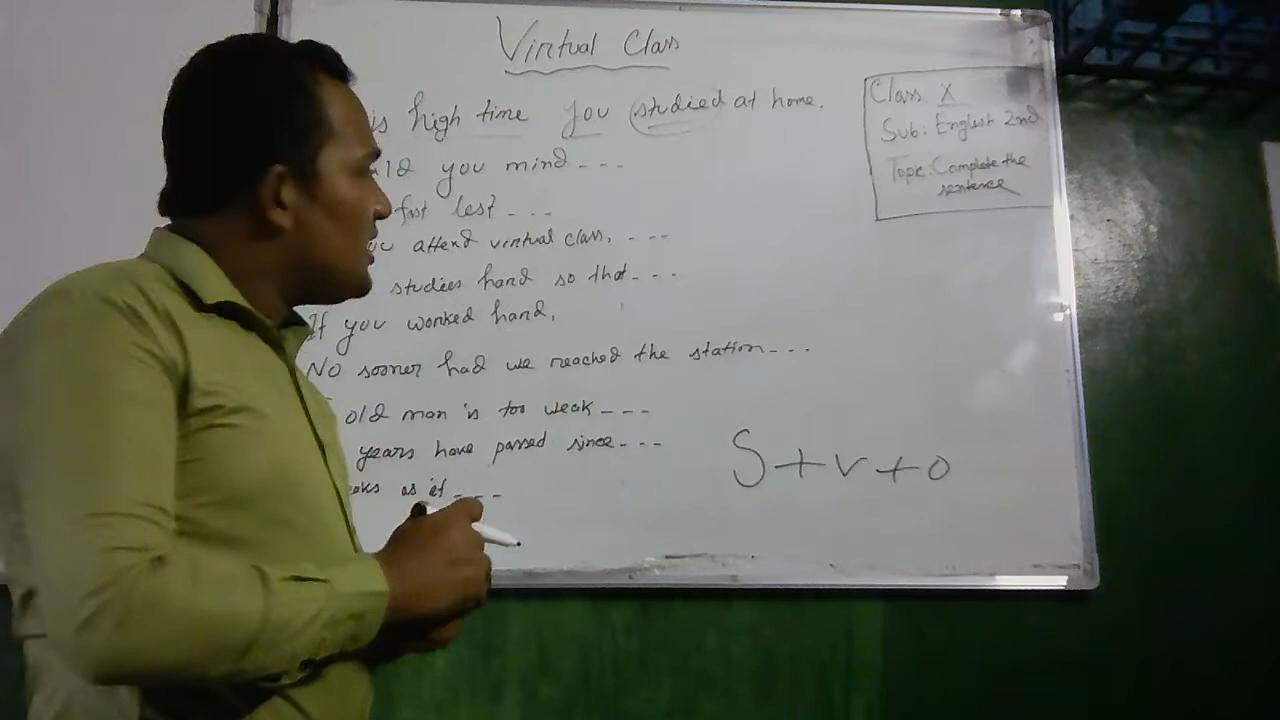 Virtual Class
is high time you studied at home.
you mind ---
fast lest ---
attend virtual class, ---
studies hard so that ---
If you worked hard,
No sooner had we reached the station ---
old man is too weak ---
years have passed since ---
as if ---
S+v+o
Class X
Sub: English 2nd
Topic: Complete the
sentence